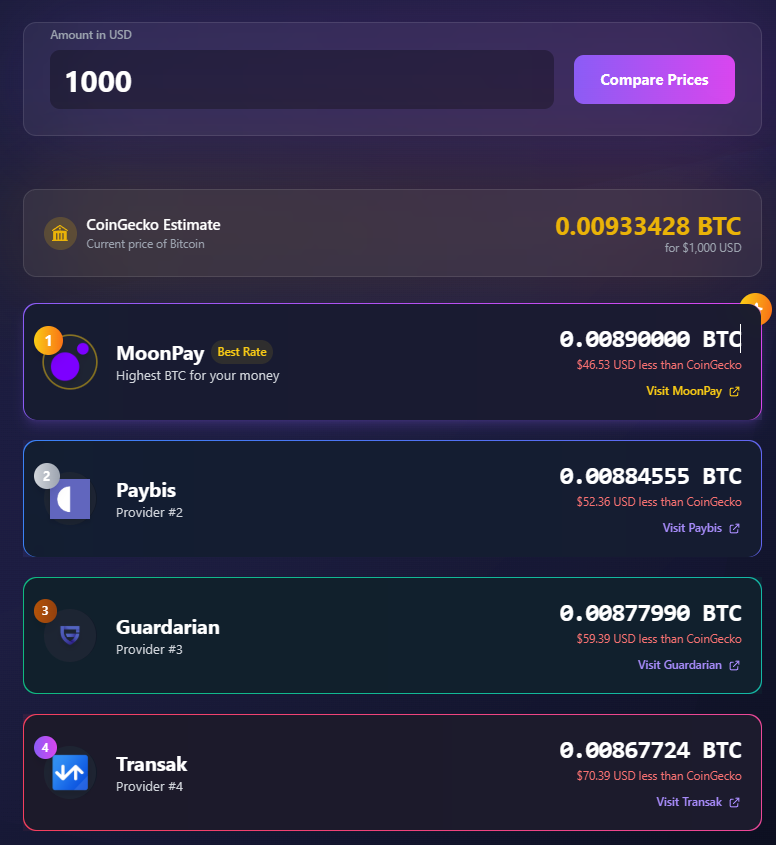 Amount in USD
1000
Compare Prices
CoinGecko Estimate
Current price of Bitcoin
0.00933428 BTC
for $1,000 USD
1
MoonPay
Best Rate
Highest BTC for your money
0.00890000 BTC
$46.53 USD less than CoinGecko
Visit MoonPay
2
Paybis
Provider #2
0.00884555 BTC
$52.36 USD less than CoinGecko
Visit Paybis
3
Guardarian
Provider #3
0.00877990 BTC
$59.39 USD less than CoinGecko
Visit Guardarian
4
Transak
Provider #4
0.00867724 BTC
$70.39 USD less than CoinGecko
Visit Transak